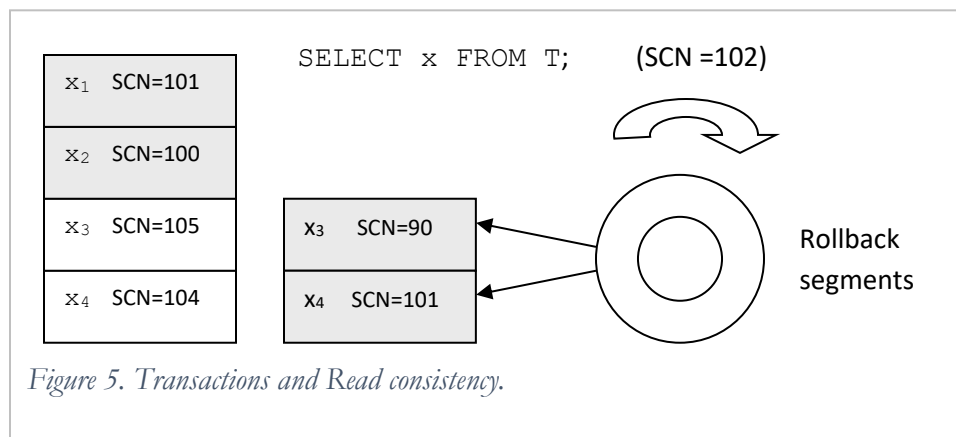 SELECT x FROM T; (SCN =102)
x₁ SCN=101
x₂ SCN=100
x₃ SCN=105
x₄ SCN=104
x₃ SCN=90
x₄ SCN=101
Rollback
segments
Figure 5. Transactions and Read consistency.